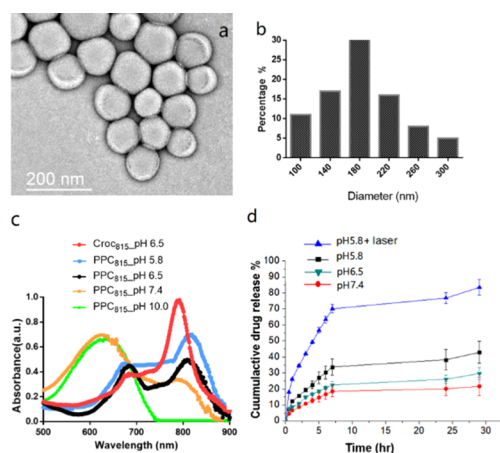 a
200 nm
b
Percentage %
30
25
20
15
10
5
0
100 140 180 220 260 300
Diameter (nm)
c
Croc815_pH 6.5
PPC815_pH 5.8
PPC815_pH 6.5
PPC815_pH 7.4
PPC815_pH 10.0
Absorbance(a.u.)
1.0
0.8
0.6
0.4
0.2
0.0
500 600 700 800 900
Wavelength (nm)
d
pH5.8+ laser
pH5.8
pH6.5
pH7.4
Cuumulactive drug release %
100
90
80
70
60
50
40
30
20
10
0
0 5 10 15 20 25 30
Time (hr)